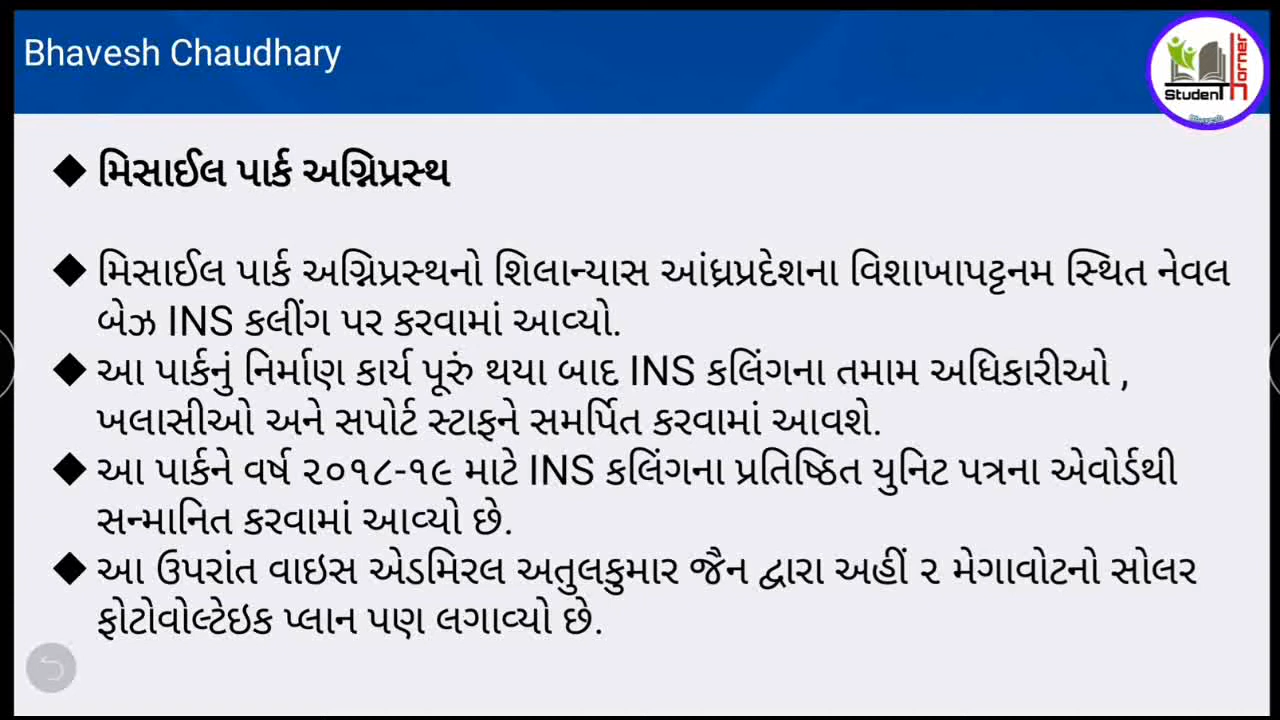 Bhavesh Chaudhary
Student Corner
◆ મિસાઈલ પાર્ક અગ્નિપ્રસ્થ
◆ મિસાઈલ પાર્ક અગ્નિપ્રસ્થનો શિલાન્યાસ આંધ્રપ્રદેશના વિશાખાપટ્ટનમ સ્થિત નેવલ
બેઝ INS કલીંગ પર કરવામાં આવ્યો.
◆ આ પાર્કનું નિર્માણ કાર્ય પૂરું થયા બાદ INS કલિંગના તમામ અધિકારીઓ ,
ખલાસીઓ અને સપોર્ટ સ્ટાફને સમર્પિત કરવામાં આવશે.
◆ આ પાર્કને વર્ષ ૨૦૧૮-૧૯ માટે INS કલિંગના પ્રતિષ્ઠિત યુનિટ પત્રના એવોર્ડથી
સન્માનિત કરવામાં આવ્યો છે.
◆ આ ઉપરાંત વાઇસ એડમિરલ અતુલકુમાર જૈન દ્વારા અહીં ૨ મેગાવોટનો સોલર
ફોટોવોલ્ટેઇક પ્લાન પણ લગાવ્યો છે.